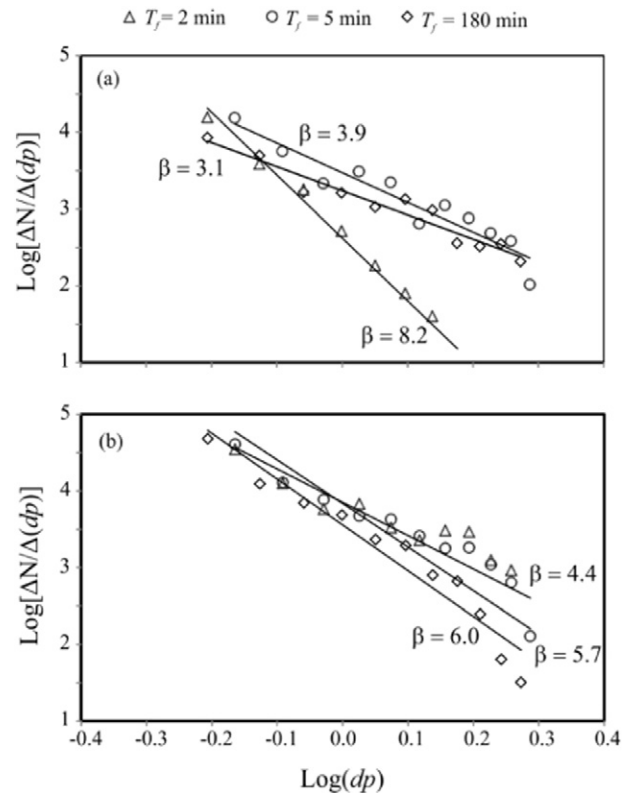 △ T_f = 2 min ○ T_f = 5 min ◇ T_f = 180 min
5
(a)
4
β = 3.9
β = 3.1
3
2
β = 8.2
1
Log[ΔN/Δ(dp)]
5
(b)
4
3
β = 4.4
β = 6.0
2
β = 5.7
1
Log[ΔN/Δ(dp)]
-0.4 -0.3 -0.2 -0.1 0.0 0.1 0.2 0.3 0.4
Log(dp)